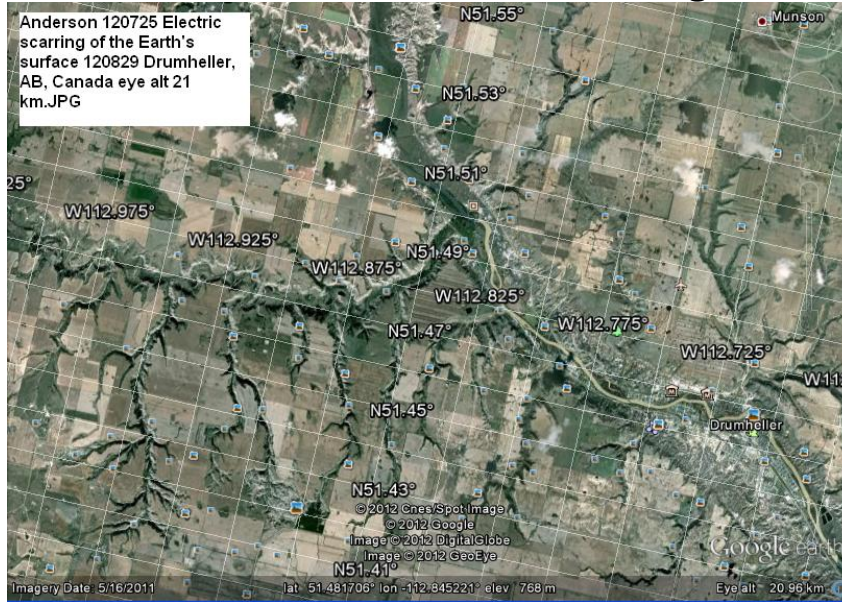 Anderson 120725 Electric
scarring of the Earth's
surface 120829 Drumheller,
AB, Canada eye alt 21
km.JPG
N51.55°
Munson
N51.53°
N51.51°
25°
W112.975°
W112.925°
N51.49°
W112.875°
W112.825°
N51.47°
W112.775°
W112.725°
W11
N51.45°
Drumheller
N51.43°
© 2012 Cnes/Spot Image
© 2012 Google
Image © 2012 DigitalGlobe
Image © 2012 GeoEye
Google earth
N51.41°
Imagery Date: 5/16/2011 lat 51.481706° lon -112.845221° elev 768 m Eye alt 20.96 km